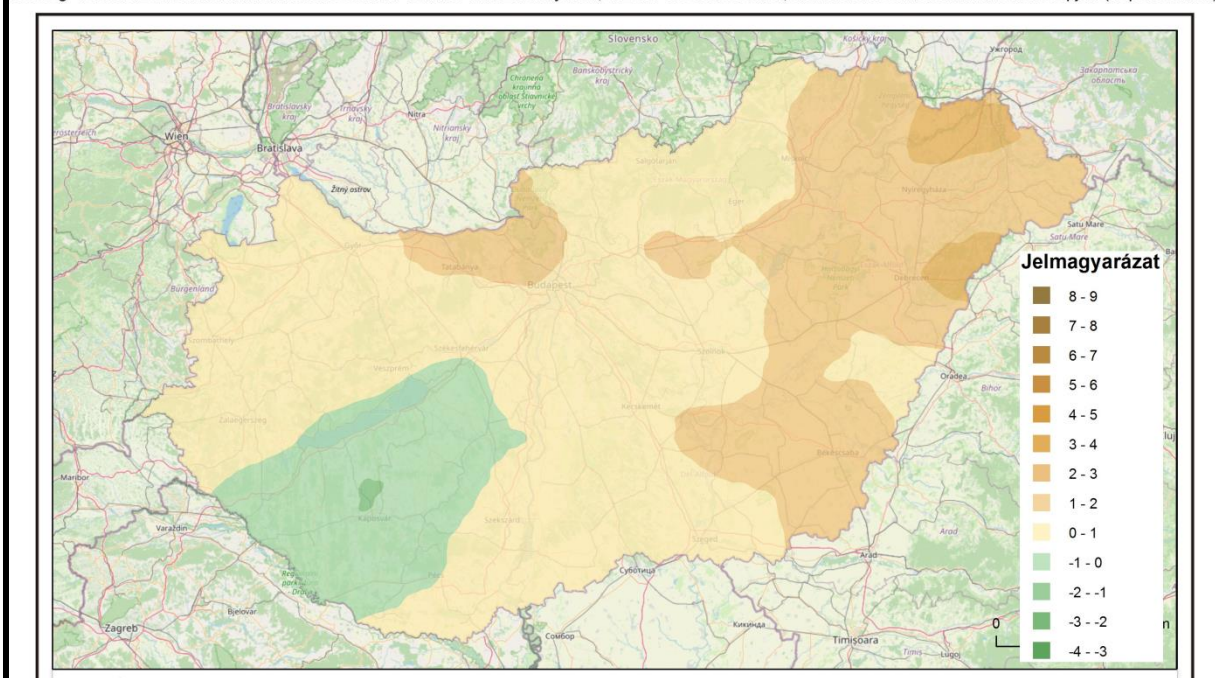 Slovensko
Košický kraj
Ужгород
Закарпатська
область
Banskobystrický
kraj
Chránená
krajinná
oblasť Štiavnické
vrchy
Bratislavský
kraj
Trnavský
kraj
Nitra
Nitriansky
kraj
Wien
Bratislava
Žitný ostrov
Salgótarján
Miskolc
Eger
Nyíregyháza
Satu Mare
Satu Mare
Burgenland
Tatabánya
Budapest
Debrecen
Szombathely
Székesfehérvár
Veszprém
Szolnok
Oradea
Bihor
Zalaegerszeg
Kecskemét
Békéscsaba
Maribor
Kaposvár
Szekszárd
Varaždin
Szeged
Arad
Arad
Суботица
Bjelovar
Zagreb
Сомбор
Кикинда
Timișoara
Timiș
Lugoj
Jelmagyarázat
8 - 9
7 - 8
6 - 7
5 - 6
4 - 5
3 - 4
2 - 3
1 - 2
0 - 1
-1 - 0
-2 - -1
-3 - -2
-4 - -3
0